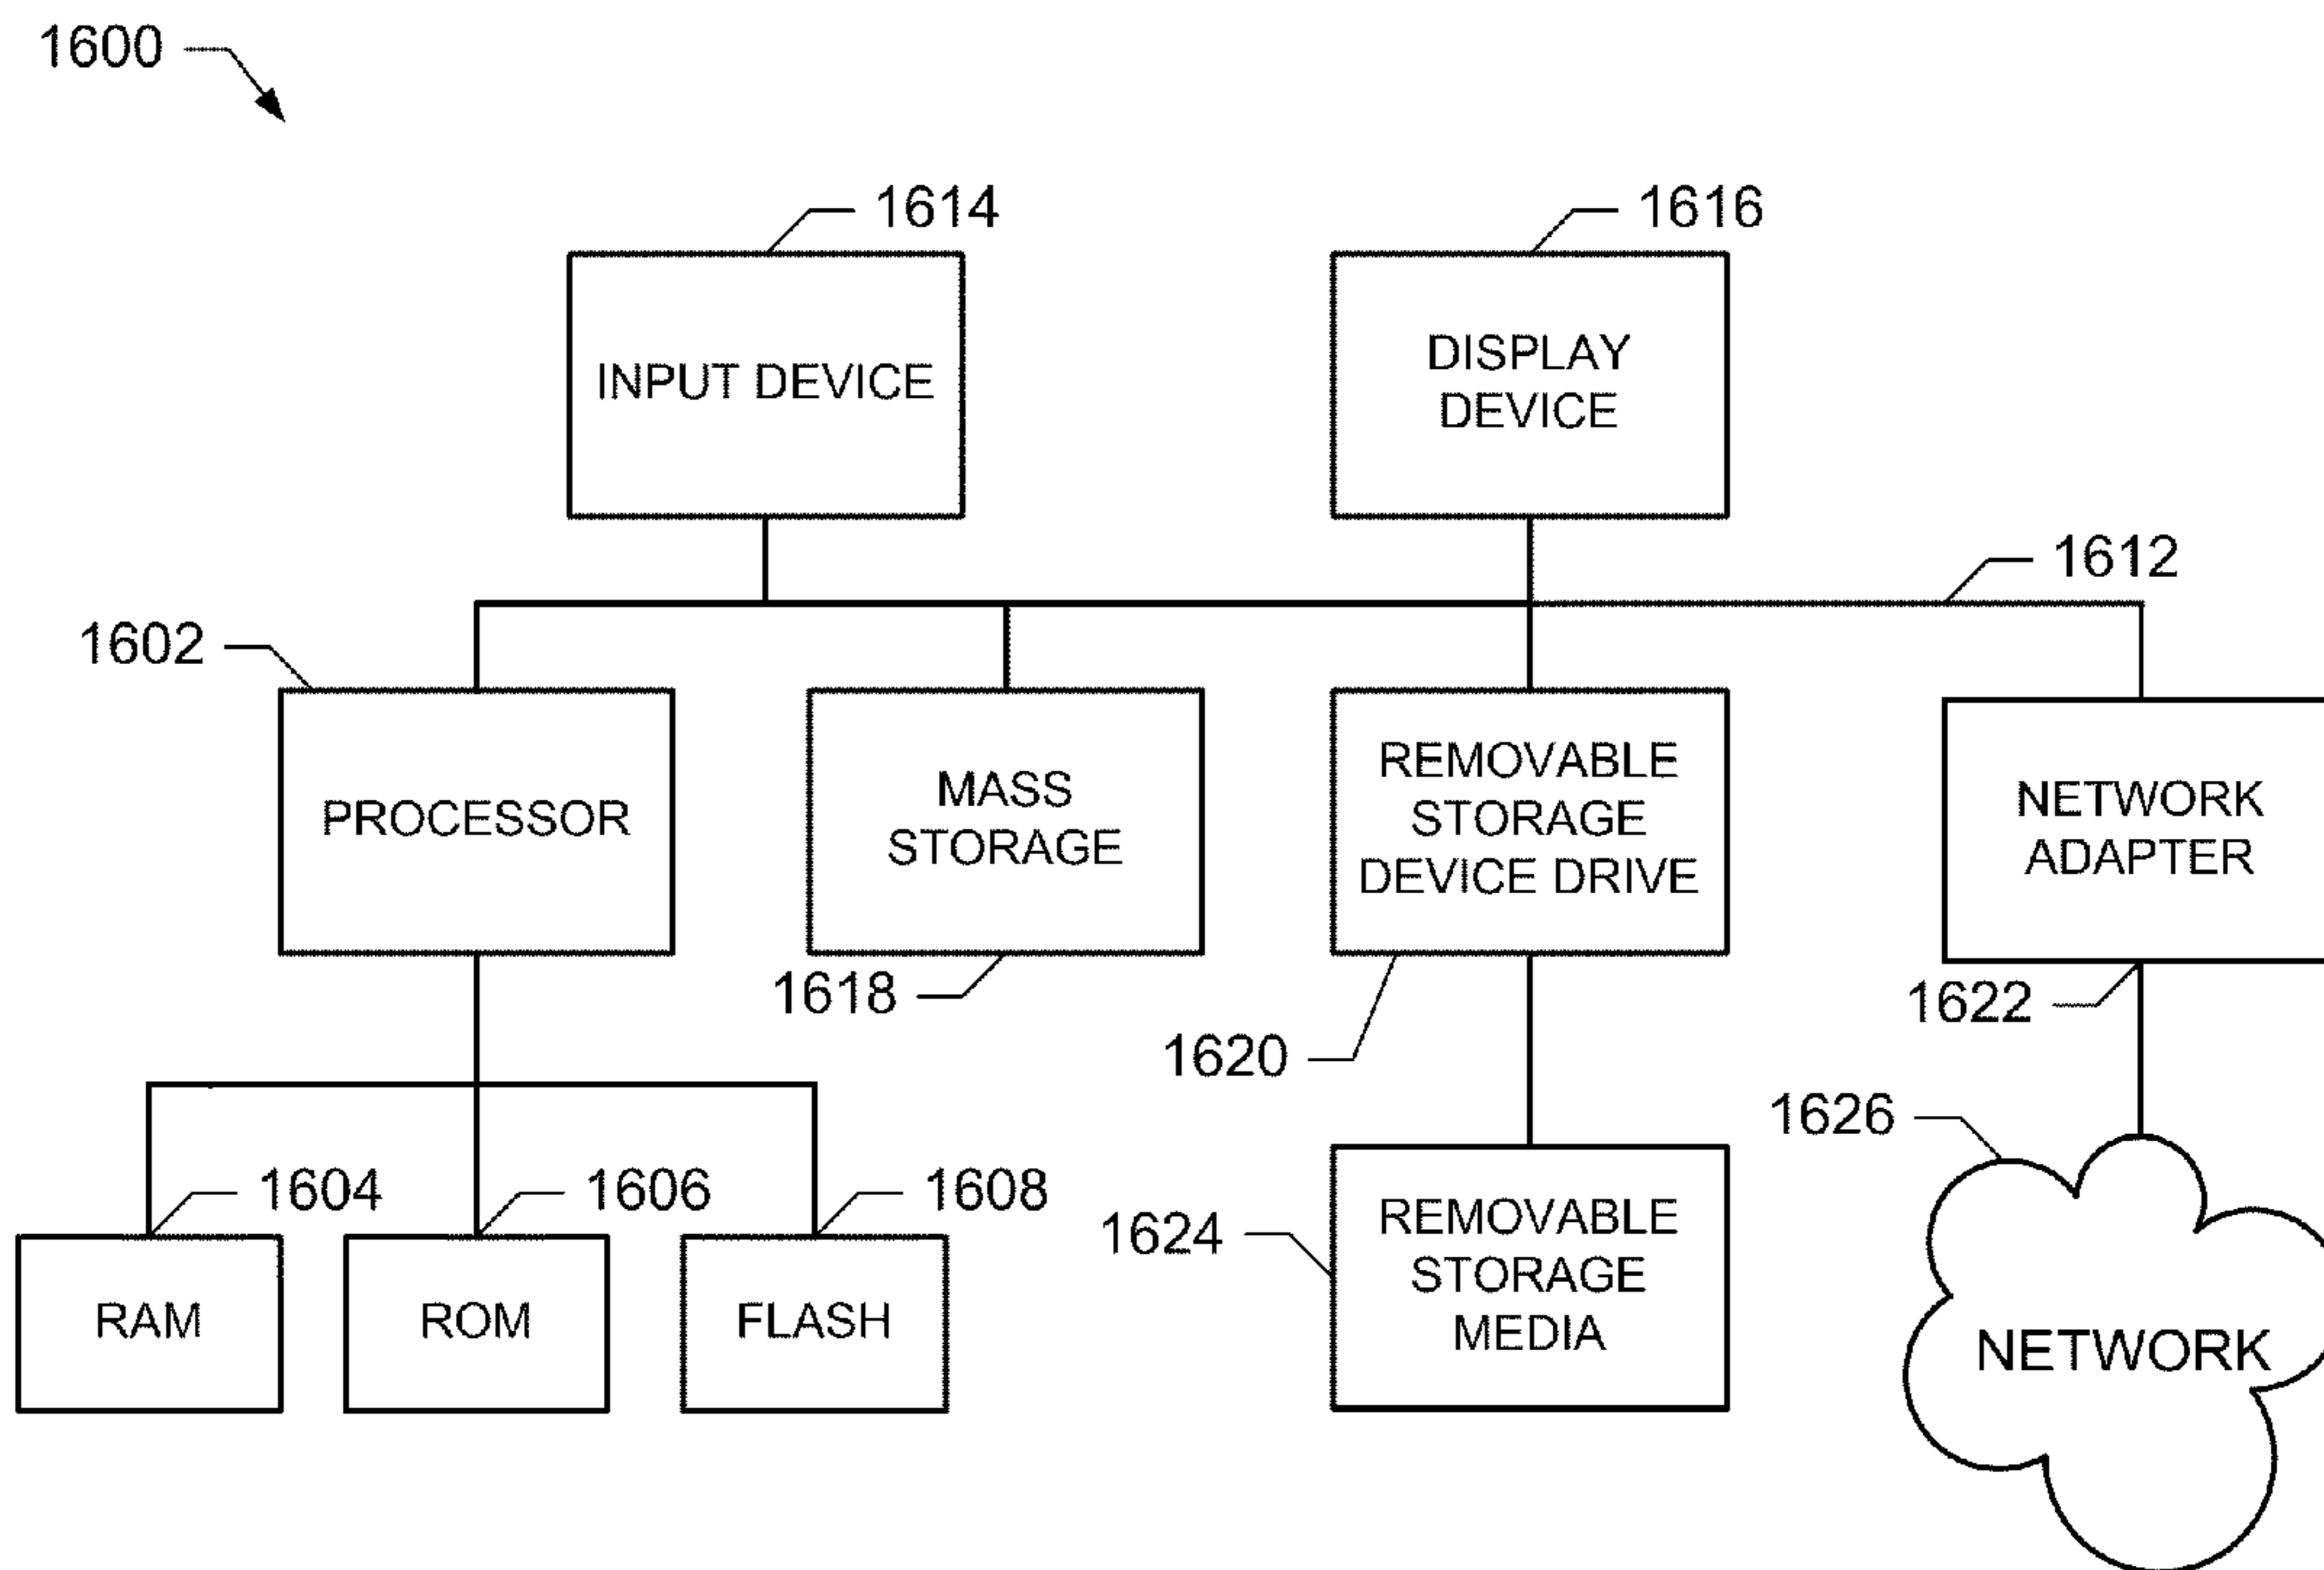 1600
1614
1616
INPUT DEVICE
DISPLAY
DEVICE
1612
1602
PROCESSOR
MASS
STORAGE
REMOVABLE
STORAGE
DEVICE DRIVE
NETWORK
ADAPTER
1618
1620
1622
1626
1604
1606
1608
1624
RAM
ROM
FLASH
REMOVABLE
STORAGE
MEDIA
NETWORK